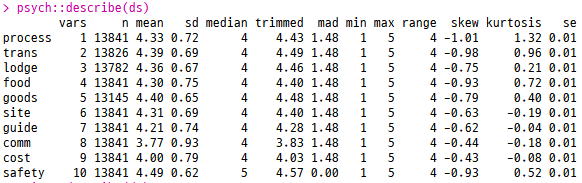 > psych::describe(ds)
vars n mean sd median trimmed mad min max range skew kurtosis se
process 1 13841 4.33 0.72 4 4.43 1.48 1 5 4 -1.01 1.32 0.01
trans 2 13826 4.39 0.69 4 4.49 1.48 1 5 4 -0.98 0.96 0.01
lodge 3 13782 4.36 0.67 4 4.46 1.48 1 5 4 -0.75 0.21 0.01
food 4 13841 4.30 0.75 4 4.40 1.48 1 5 4 -0.93 0.72 0.01
goods 5 13145 4.40 0.65 4 4.48 1.48 1 5 4 -0.79 0.40 0.01
site 6 13841 4.31 0.69 4 4.40 1.48 1 5 4 -0.63 -0.19 0.01
guide 7 13841 4.21 0.74 4 4.28 1.48 1 5 4 -0.62 -0.04 0.01
comm 8 13841 3.77 0.93 4 3.83 1.48 1 5 4 -0.44 -0.18 0.01
cost 9 13841 4.00 0.79 4 4.03 1.48 1 5 4 -0.43 -0.08 0.01
safety 10 13841 4.49 0.62 5 4.57 0.00 1 5 4 -0.93 0.52 0.01